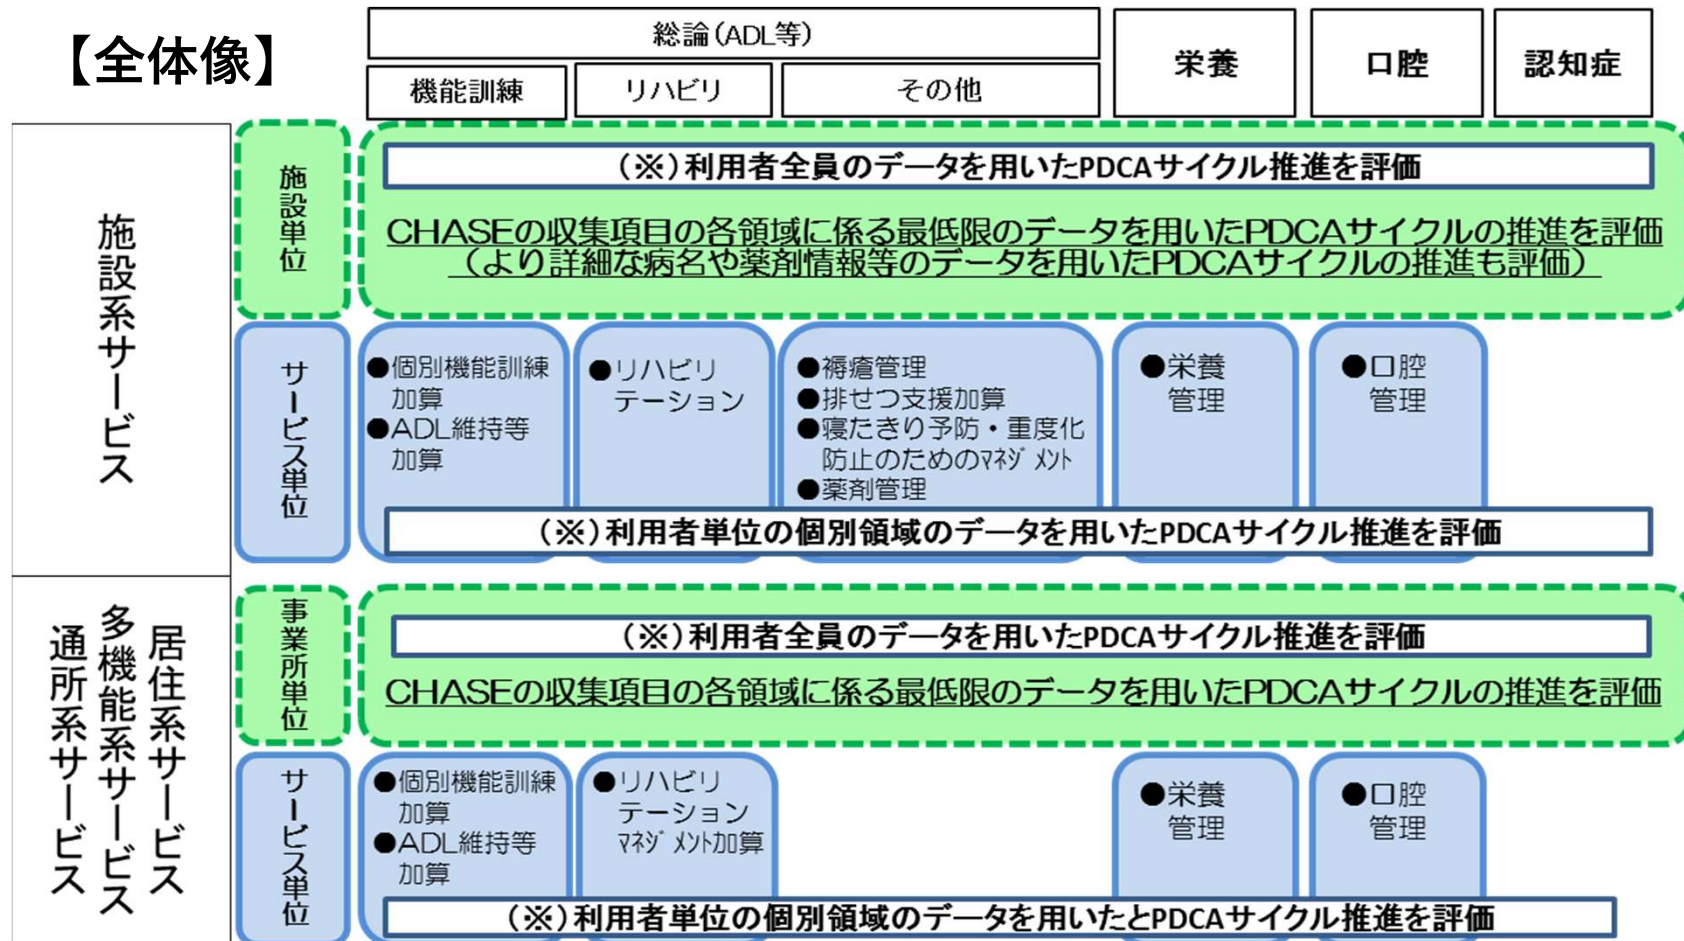 【全体像】
総論(ADL等)
機能訓練
リハビリ
その他
栄養
口腔
認知症
施設系サービス
施設単位
(※)利用者全員のデータを用いたPDCAサイクル推進を評価
CHASEの収集項目の各領域に係る最低限のデータを用いたPDCAサイクルの推進を評価
(より詳細な病名や薬剤情報等のデータを用いたPDCAサイクルの推進も評価)
サービス単位
●個別機能訓練
加算
●ADL維持等
加算
●リハビリ
テーション
●褥瘡管理
●排せつ支援加算
●寝たきり予防・重度化
防止のためのﾏﾈｼﾞﾒﾝﾄ
●薬剤管理
●栄養
管理
●口腔
管理
(※)利用者単位の個別領域のデータを用いたPDCAサイクル推進を評価
居住系サービス
多機能系サービス
通所系サービス
事業所単位
(※)利用者全員のデータを用いたPDCAサイクル推進を評価
CHASEの収集項目の各領域に係る最低限のデータを用いたPDCAサイクルの推進を評価
サービス単位
●個別機能訓練
加算
●ADL維持等
加算
●リハビリ
テーション
ﾏﾈｼﾞﾒﾝﾄ加算
●栄養
管理
●口腔
管理
(※)利用者単位の個別領域のデータを用いたとPDCAサイクル推進を評価